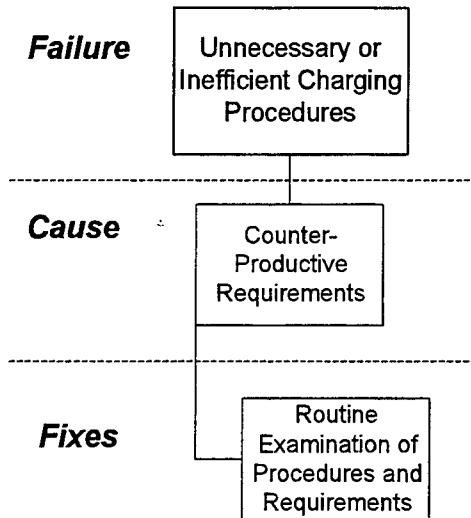 Failure
Unnecessary or
Inefficient Charging
Procedures
Cause
Counter-
Productive
Requirements
Fixes
Routine
Examination of
Procedures and
Requirements